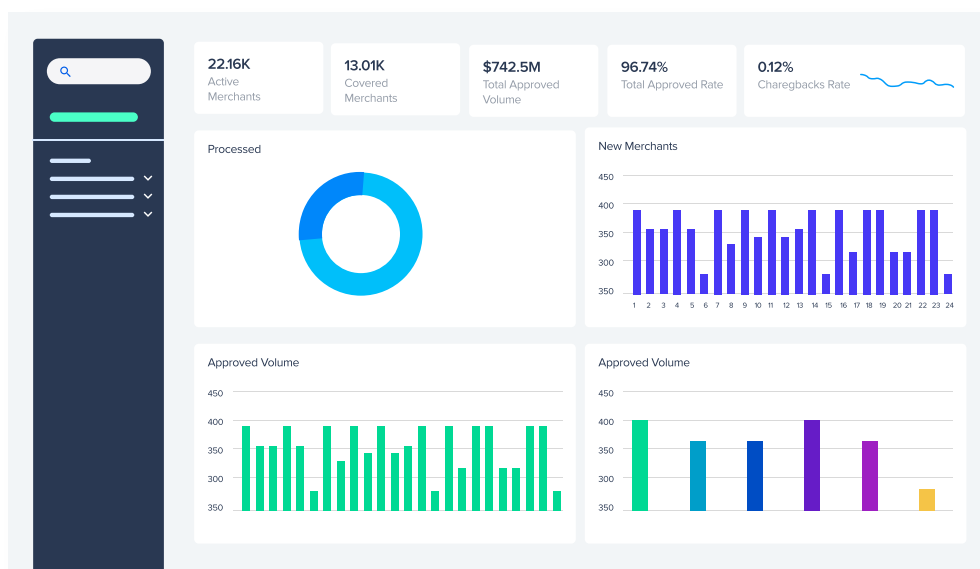 22.16K
Active
Merchants
13.01K
Covered
Merchants
$742.5M
Total Approved
Volume
96.74%
Total Approved Rate
0.12%
Charegbacks Rate
Processed
New Merchants
450
400
350
300
350
1 2 3 4 5 6 7 8 9 10 11 12 13 14 15 16 17 18 19 20 21 22 23 24
Approved Volume
450
400
350
300
350
Approved Volume
450
400
350
300
350